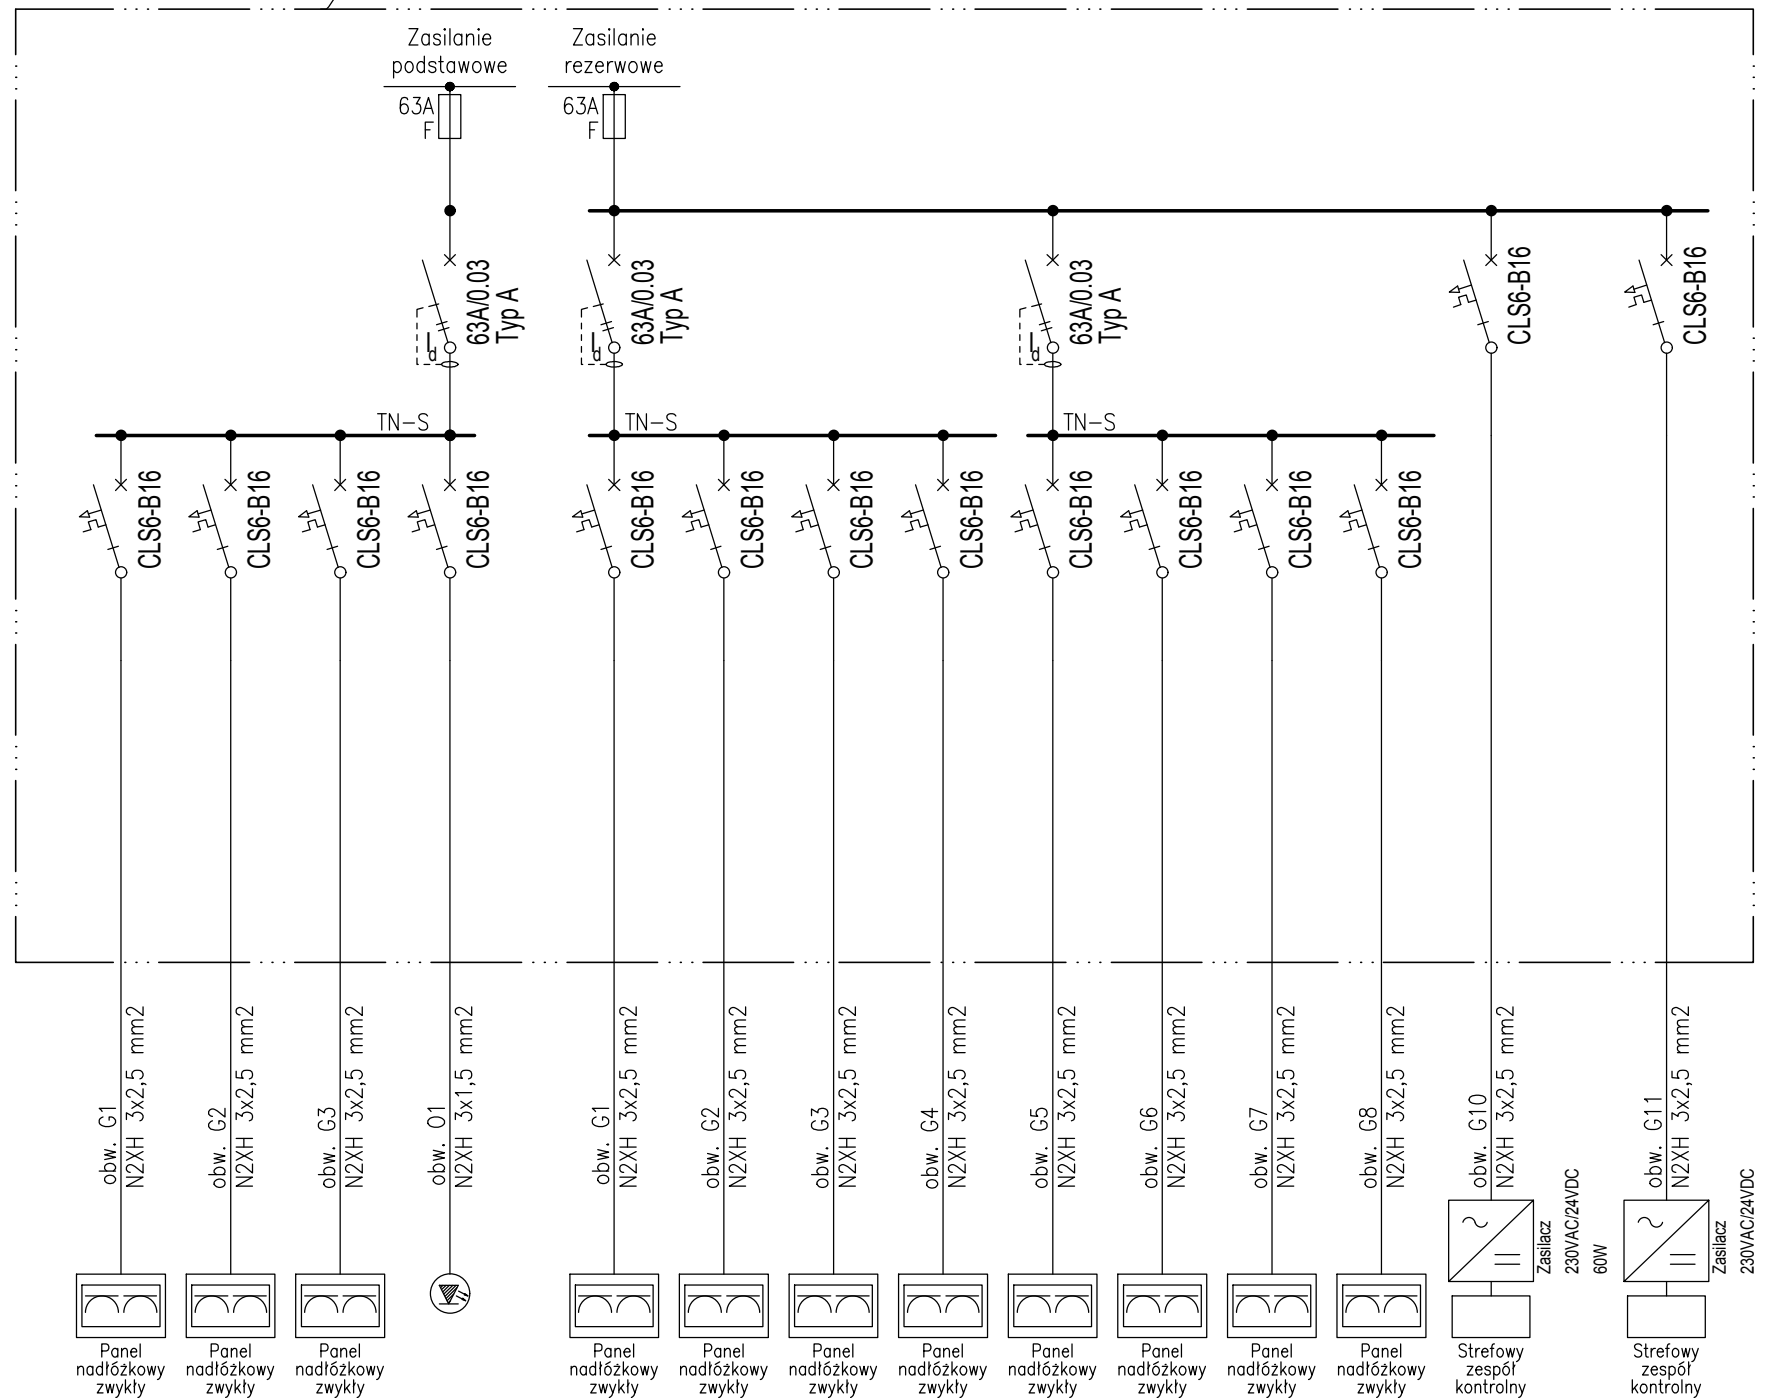 Zasilanie
podstawowe
Zasilanie
rezerwowe
63A
F
63A
F
63A/0.03
Typ A
Id
63A/0.03
Typ A
Id
63A/0.03
Typ A
Id
CLS6-B16
CLS6-B16
TN-S
TN-S
TN-S
CLS6-B16
CLS6-B16
CLS6-B16
CLS6-B16
CLS6-B16
CLS6-B16
CLS6-B16
CLS6-B16
CLS6-B16
CLS6-B16
CLS6-B16
CLS6-B16
obw. G1
N2XH 3x2,5 mm2
obw. G2
N2XH 3x2,5 mm2
obw. G3
N2XH 3x2,5 mm2
obw. O1
N2XH 3x1,5 mm2
obw. G1
N2XH 3x2,5 mm2
obw. G2
N2XH 3x2,5 mm2
obw. G3
N2XH 3x2,5 mm2
obw. G4
N2XH 3x2,5 mm2
obw. G5
N2XH 3x2,5 mm2
obw. G6
N2XH 3x2,5 mm2
obw. G7
N2XH 3x2,5 mm2
obw. G8
N2XH 3x2,5 mm2
obw. G10
N2XH 3x2,5 mm2
obw. G11
N2XH 3x2,5 mm2
Zasilacz
230VAC/24VDC
60W
Zasilacz
230VAC/24VDC
Panel
nadłóżkowy
zwykły
Panel
nadłóżkowy
zwykły
Panel
nadłóżkowy
zwykły
Panel
nadłóżkowy
zwykły
Panel
nadłóżkowy
zwykły
Panel
nadłóżkowy
zwykły
Panel
nadłóżkowy
zwykły
Panel
nadłóżkowy
zwykły
Panel
nadłóżkowy
zwykły
Panel
nadłóżkowy
zwykły
Panel
nadłóżkowy
zwykły
Strefowy
zespół
kontrolny
Strefowy
zespół
kontrolny